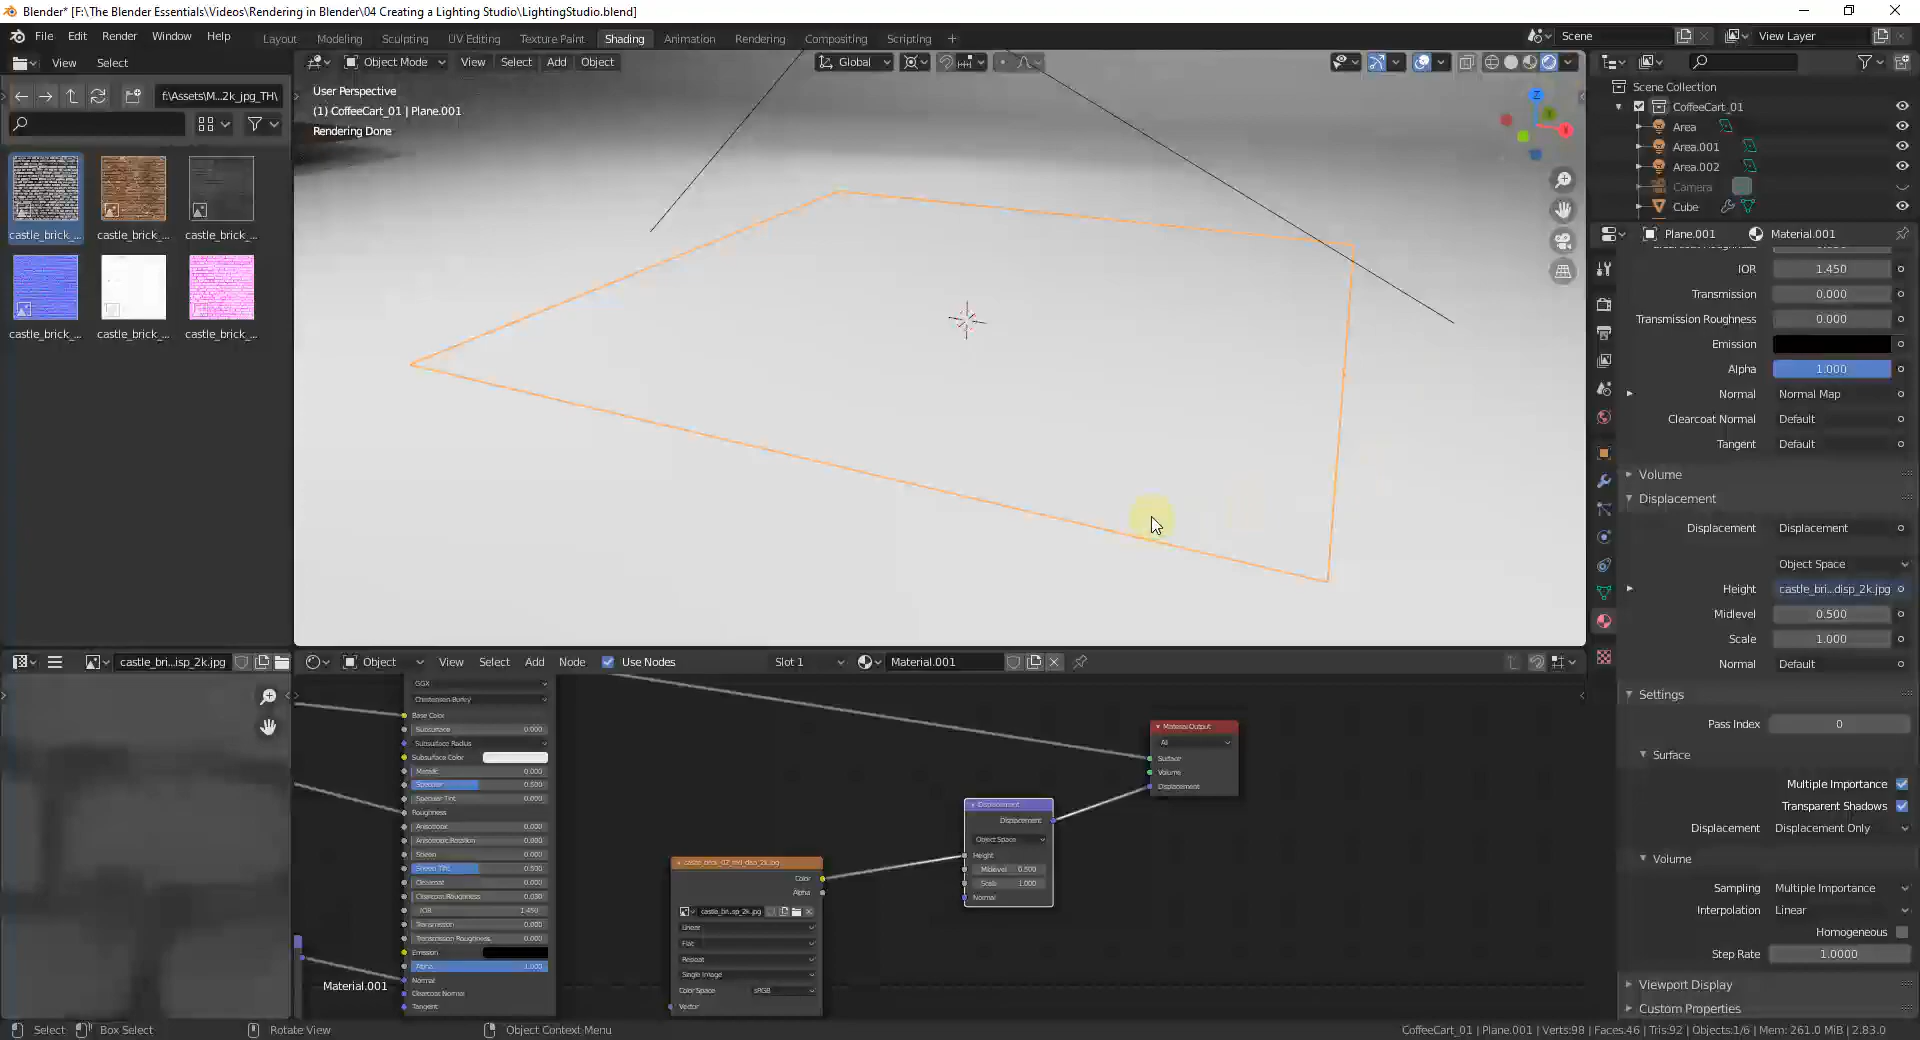 Blender* [F:\The Blender Essentials\Videos\Rendering in Blender\04 Creating a Lighting Studio\LightingStudio.blend]
File Edit Render Window Help
Layout Modeling Sculpting UV Editing Texture Paint Shading Animation Rendering Compositing Scripting
Scene View Layer
View Select
Object Mode View Select Add Object
Global
f:\Assets\M...2k_jpg_TH\
User Perspective
(1) CoffeeCart_01 | Plane.001
Rendering Done
castle_brick_...
castle_brick_...
castle_brick_...
castle_brick_...
castle_brick_...
castle_brick_...
Scene Collection
CoffeeCart_01
Area
Area.001
Area.002
Camera
Cube
Plane.001 Material.001
IOR 1.450
Transmission 0.000
Transmission Roughness 0.000
Emission
Alpha 1.000
Normal Normal Map
Clearcoat Normal Default
Tangent Default
Volume
Displacement
Displacement Displacement
Object Space
Height castle_bri...disp_2k.jpg
Midlevel 0.500
Scale 1.000
Normal Default
Settings
Pass Index 0
Surface
Multiple Importance
Transparent Shadows
Displacement Displacement Only
Volume
Sampling Multiple Importance
Interpolation Linear
Homogeneous
Step Rate 1.0000
Viewport Display
Custom Properties
castle_bri...isp_2k.jpg
Object View Select Add Node Use Nodes Slot 1 Material.001
GGX
Christensen-Burley
Base Color
Subsurface 0.000
Subsurface Radius
Subsurface Color
Metallic 0.000
Specular 0.500
Specular Tint 0.000
Roughness
Anisotropic 0.000
Anisotropic Rotation 0.000
Sheen 0.000
Sheen Tint 0.500
Clearcoat 0.000
Clearcoat Roughness 0.030
IOR 1.450
Transmission 0.000
Transmission Roughness 0.000
Emission
Alpha 1.000
Normal
Clearcoat Normal
Tangent
Material.001
Color
Alpha
Linear
Flat
Repeat
Single Image
Color Space sRGB
Vector
Displacement
Displacement
Object Space
Height
Midlevel 0.500
Scale 1.000
Normal
Material Output
All
Surface
Volume
Displacement
Select Box Select Rotate View Object Context Menu
CoffeeCart_01 | Plane.001 | Verts:98 | Faces:46 | Tris:92 | Objects:1/6 | Mem: 261.0 MiB | 2.83.0